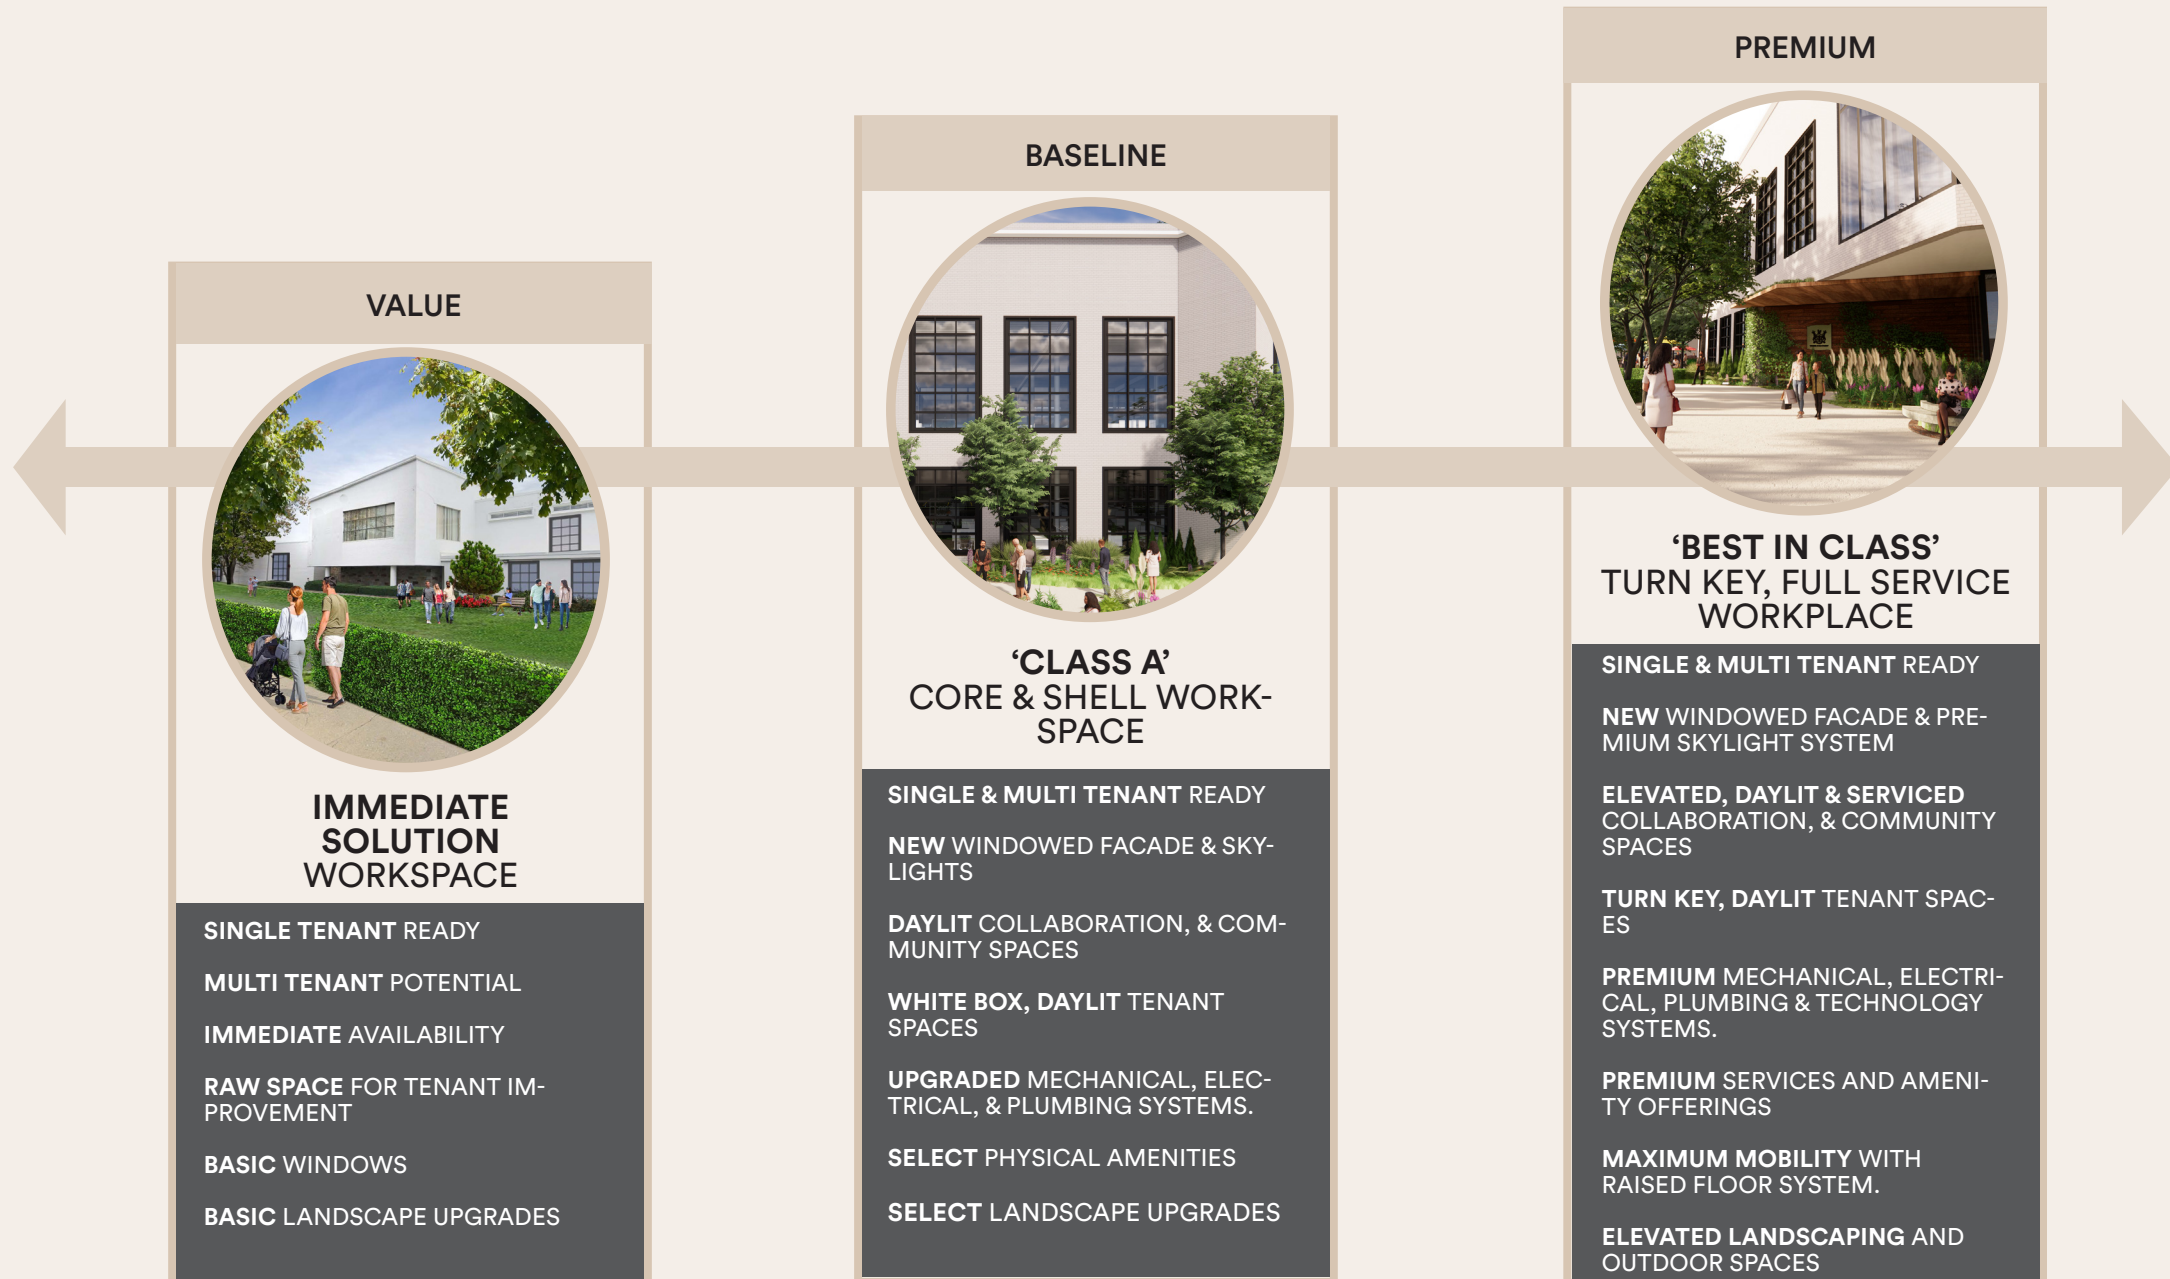 VALUE
IMMEDIATE
SOLUTION
WORKSPACE
SINGLE TENANT READY
MULTI TENANT POTENTIAL
IMMEDIATE AVAILABILITY
RAW SPACE FOR TENANT IM-
PROVEMENT
BASIC WINDOWS
BASIC LANDSCAPE UPGRADES
BASELINE
‘CLASS A’
CORE & SHELL WORK-
SPACE
SINGLE & MULTI TENANT READY
NEW WINDOWED FACADE & SKY-
LIGHTS
DAYLIT COLLABORATION, & COM-
MUNITY SPACES
WHITE BOX, DAYLIT TENANT
SPACES
UPGRADED MECHANICAL, ELEC-
TRICAL, & PLUMBING SYSTEMS.
SELECT PHYSICAL AMENITIES
SELECT LANDSCAPE UPGRADES
PREMIUM
‘BEST IN CLASS’
TURN KEY, FULL SERVICE
WORKPLACE
SINGLE & MULTI TENANT READY
NEW WINDOWED FACADE & PRE-
MIUM SKYLIGHT SYSTEM
ELEVATED, DAYLIT & SERVICED
COLLABORATION, & COMMUNITY
SPACES
TURN KEY, DAYLIT TENANT SPAC-
ES
PREMIUM MECHANICAL, ELECTRI-
CAL, PLUMBING & TECHNOLOGY
SYSTEMS.
PREMIUM SERVICES AND AMENI-
TY OFFERINGS
MAXIMUM MOBILITY WITH
RAISED FLOOR SYSTEM.
ELEVATED LANDSCAPING AND
OUTDOOR SPACES